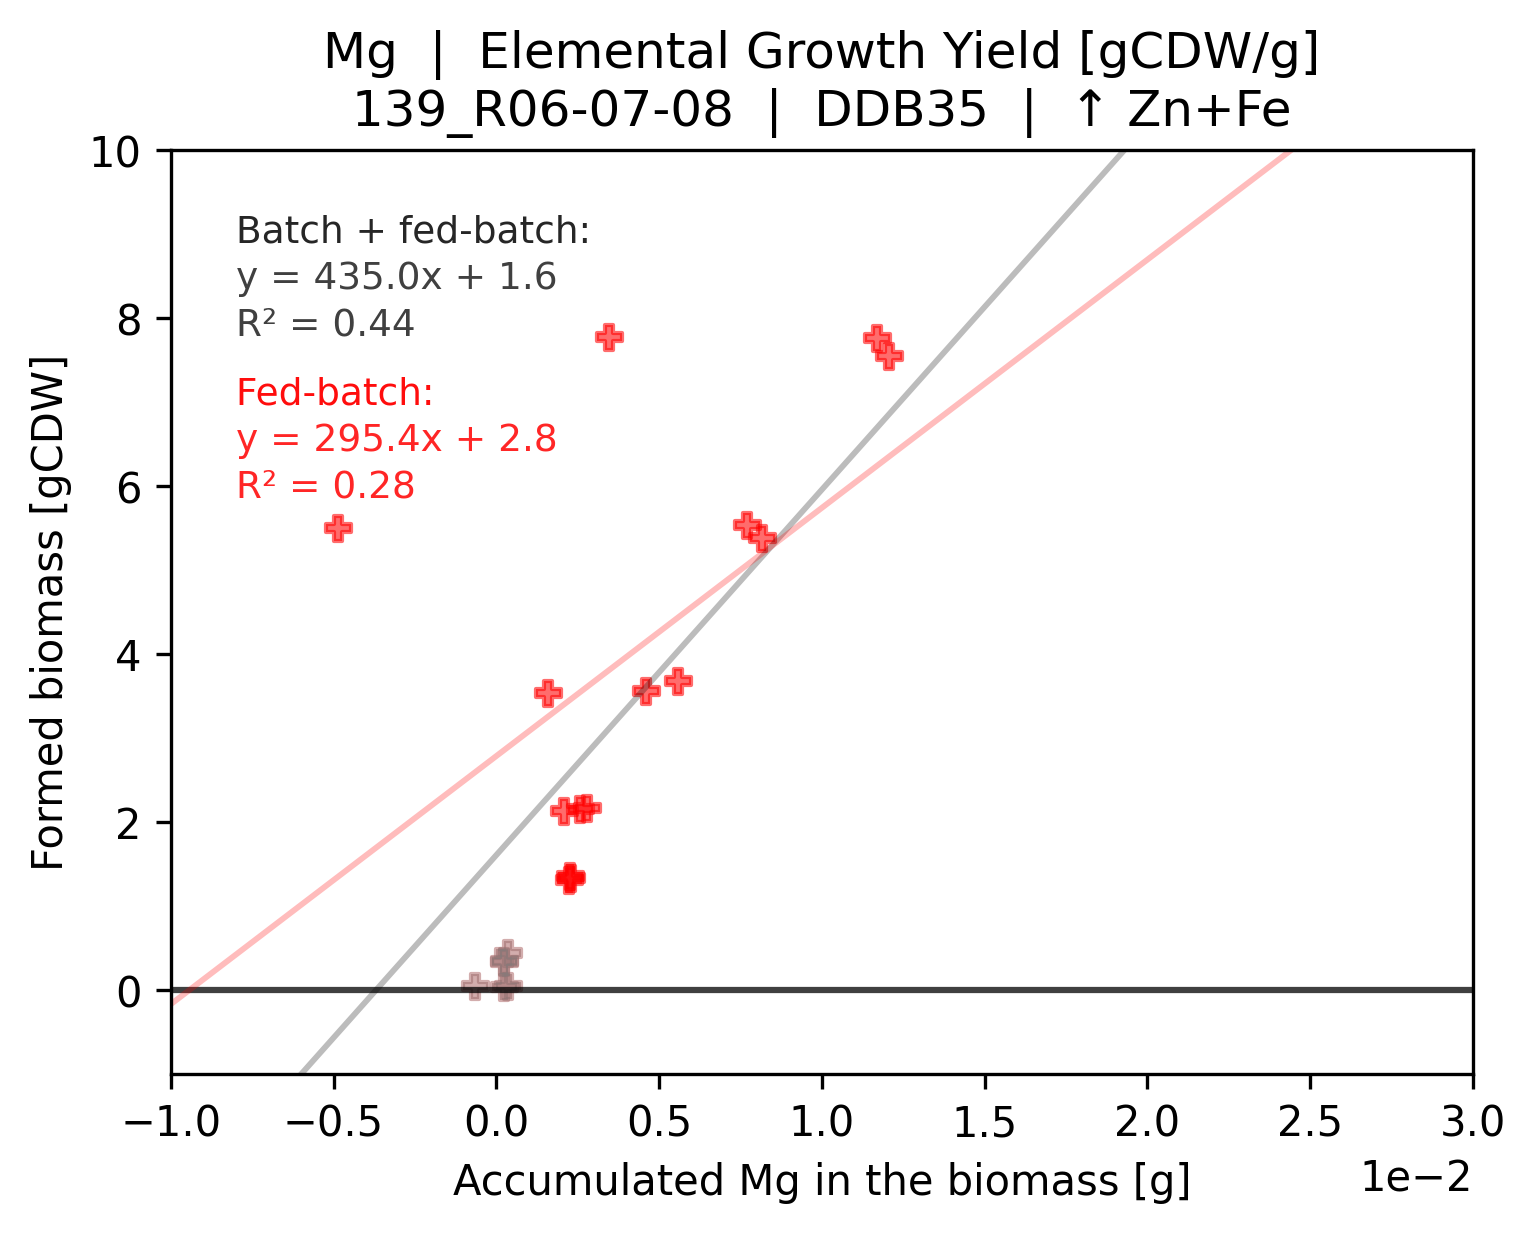 Mg | Elemental Growth Yield [gCDW/g]
139_R06-07-08 | DDB35 | ↑ Zn+Fe
Batch + fed-batch:
y = 435.0x + 1.6
R² = 0.44
Fed-batch:
y = 295.4x + 2.8
R² = 0.28
Formed biomass [gCDW]
10
8
6
4
2
0
−1.0 −0.5 0.0 0.5 1.0 1.5 2.0 2.5 3.0
Accumulated Mg in the biomass [g]
1e−2